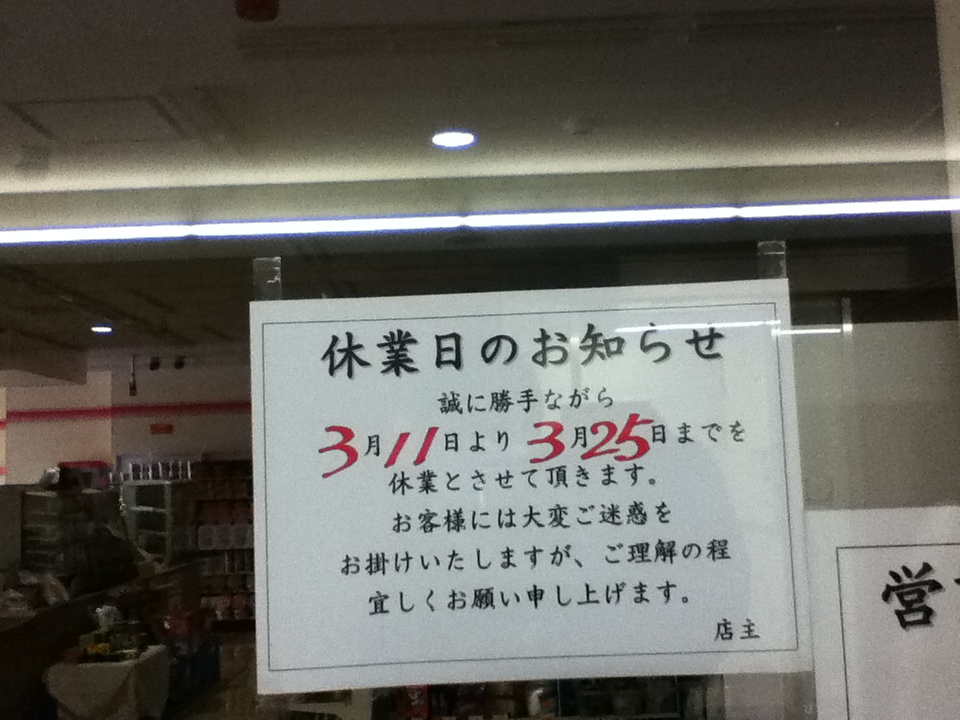 休業日のお知らせ
誠に勝手ながら
3月11日より 3月25日までを
休業とさせて頂きます。
お客様には大変ご迷惑を
お掛けいたしますが、ご理解の程
宜しくお願い申し上げます。
店主
営